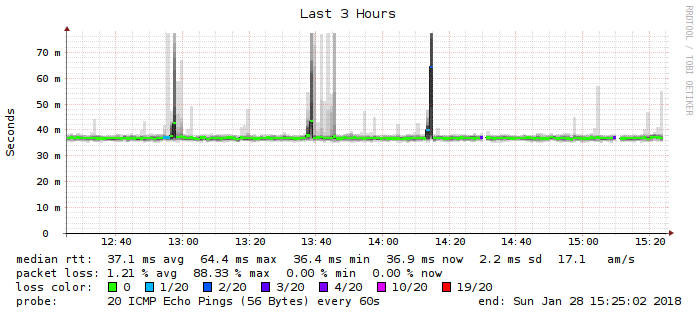 Last 3 Hours
RRDTOOL / TOBI OETIKER
Seconds
70 m
60 m
50 m
40 m
30 m
20 m
10 m
0
12:40 13:00 13:20 13:40 14:00 14:20 14:40 15:00 15:20
median rtt: 37.1 ms avg 64.4 ms max 36.4 ms min 36.9 ms now 2.2 ms sd 17.1 am/s
packet loss: 1.21 % avg 88.33 % max 0.00 % min 0.00 % now
loss color: 0 1/20 2/20 3/20 4/20 10/20 19/20
probe: 20 ICMP Echo Pings (56 Bytes) every 60s end: Sun Jan 28 15:25:02 2018